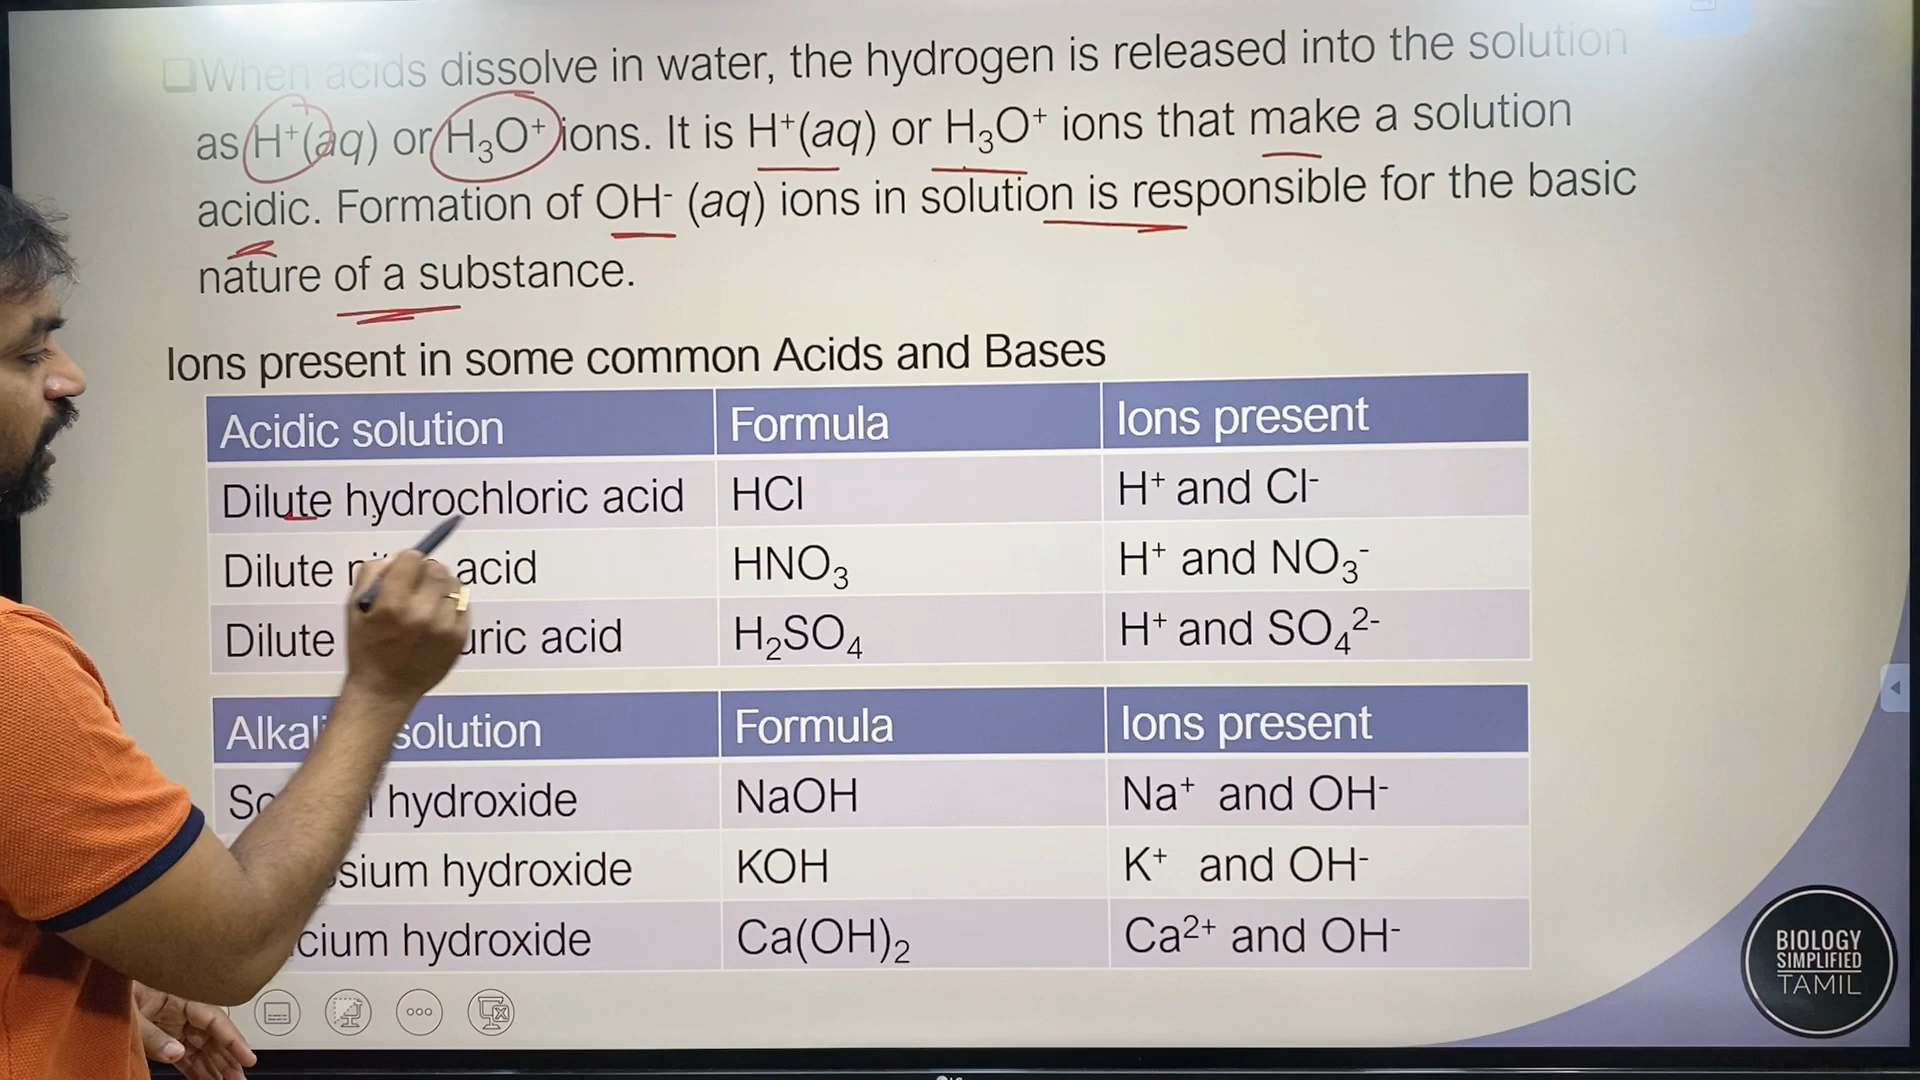 When acids dissolve in water, the hydrogen is released into the solution
as H⁺(aq) or H₃O⁺ ions. It is H⁺(aq) or H₃O⁺ ions that make a solution
acidic. Formation of OH⁻ (aq) ions in solution is responsible for the basic
nature of a substance.
Ions present in some common Acids and Bases
Acidic solution Formula Ions present
Dilute hydrochloric acid HCl H⁺ and Cl⁻
Dilute acid HNO₃ H⁺ and NO₃⁻
Dilute uric acid H₂SO₄ H⁺ and SO₄²⁻
Alkali solution Formula Ions present
hydroxide NaOH Na⁺ and OH⁻
sium hydroxide KOH K⁺ and OH⁻
cium hydroxide Ca(OH)₂ Ca²⁺ and OH⁻
BIOLOGY
SIMPLIFIED
TAMIL